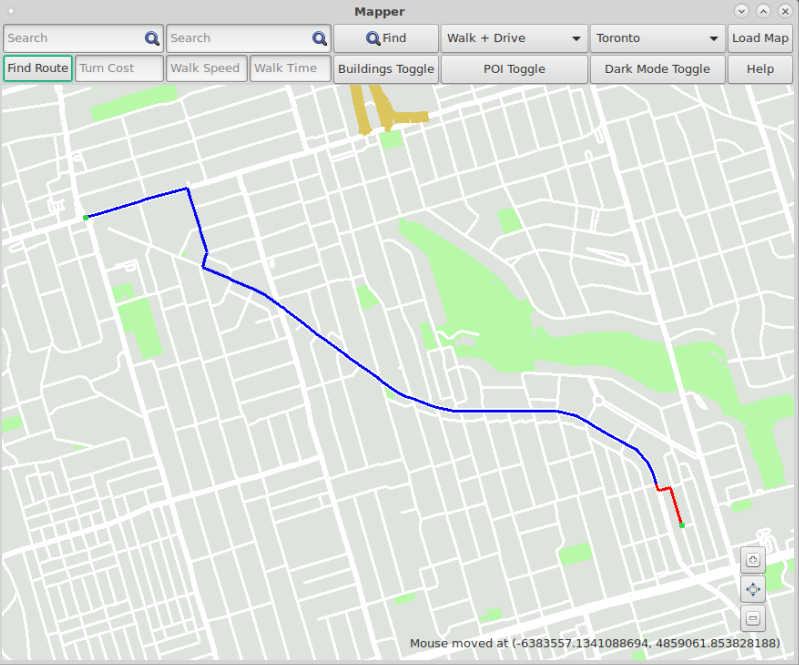 Mapper
Search Search Find Walk + Drive Toronto Load Map
Find Route Turn Cost Walk Speed Walk Time Buildings Toggle POI Toggle Dark Mode Toggle Help
Mouse moved at (-6383557.1341088694, 4859061.853828188)